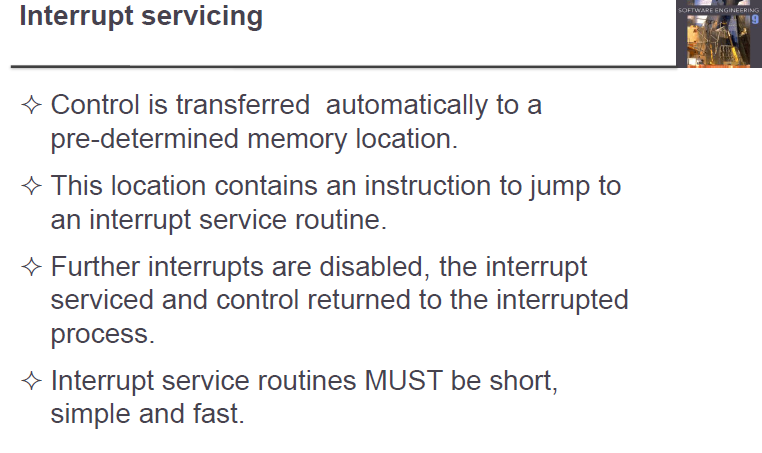 Interrupt servicing
SOFTWARE ENGINEERING
9
✧ Control is transferred  automatically to a
pre-determined memory location.
✧ This location contains an instruction to jump to
an interrupt service routine.
✧ Further interrupts are disabled, the interrupt
serviced and control returned to the interrupted
process.
✧ Interrupt service routines MUST be short,
simple and fast.